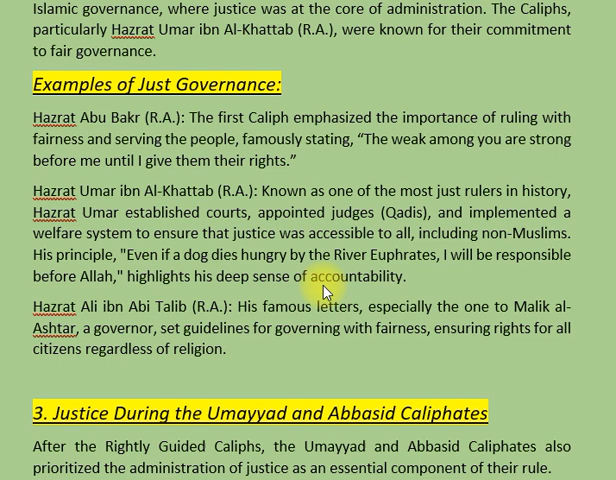 Islamic governance, where justice was at the core of administration. The Caliphs,
particularly Hazrat Umar ibn Al-Khattab (R.A.), were known for their commitment
to fair governance.
Examples of Just Governance:
Hazrat Abu Bakr (R.A.): The first Caliph emphasized the importance of ruling with
fairness and serving the people, famously stating, “The weak among you are strong
before me until I give them their rights.”
Hazrat Umar ibn Al-Khattab (R.A.): Known as one of the most just rulers in history,
Hazrat Umar established courts, appointed judges (Qadis), and implemented a
welfare system to ensure that justice was accessible to all, including non-Muslims.
His principle, "Even if a dog dies hungry by the River Euphrates, I will be responsible
before Allah," highlights his deep sense of accountability.
Hazrat Ali ibn Abi Talib (R.A.): His famous letters, especially the one to Malik al-
Ashtar, a governor, set guidelines for governing with fairness, ensuring rights for all
citizens regardless of religion.
3. Justice During the Umayyad and Abbasid Caliphates
After the Rightly Guided Caliphs, the Umayyad and Abbasid Caliphates also
prioritized the administration of justice as an essential component of their rule.